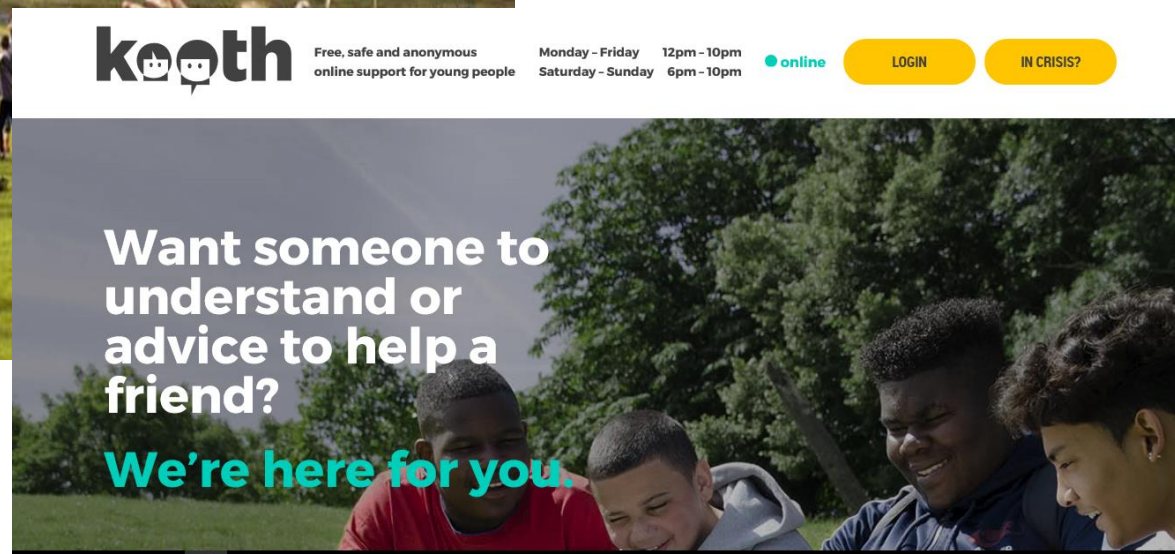 kooth
Free, safe and anonymous
online support for young people
Monday – Friday 12pm – 10pm
Saturday – Sunday 6pm – 10pm
online
LOGIN
IN CRISIS?
Want someone to
understand or
advice to help a
friend?
We’re here for you.